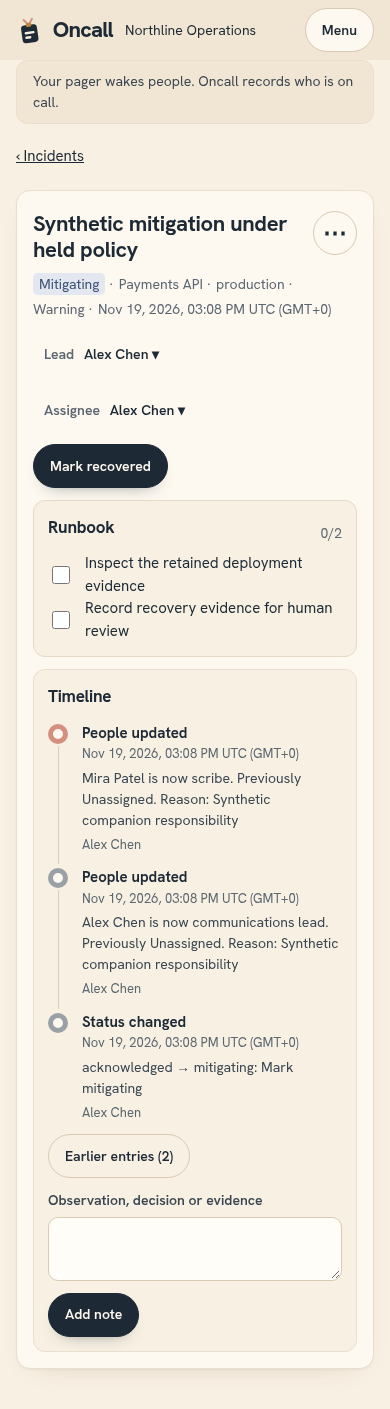 Oncall Northline Operations Menu
Your pager wakes people. Oncall records who is on
call.
‹ Incidents
Synthetic mitigation under
held policy
⋯
Mitigating · Payments API · production ·
Warning · Nov 19, 2026, 03:08 PM UTC (GMT+0)
Lead Alex Chen ▾
Assignee Alex Chen ▾
Mark recovered
Runbook 0/2
Inspect the retained deployment
evidence
Record recovery evidence for human
review
Timeline
People updated
Nov 19, 2026, 03:08 PM UTC (GMT+0)
Mira Patel is now scribe. Previously
Unassigned. Reason: Synthetic
companion responsibility
Alex Chen
People updated
Nov 19, 2026, 03:08 PM UTC (GMT+0)
Alex Chen is now communications lead.
Previously Unassigned. Reason: Synthetic
companion responsibility
Alex Chen
Status changed
Nov 19, 2026, 03:08 PM UTC (GMT+0)
acknowledged → mitigating: Mark
mitigating
Alex Chen
Earlier entries (2)
Observation, decision or evidence
Add note